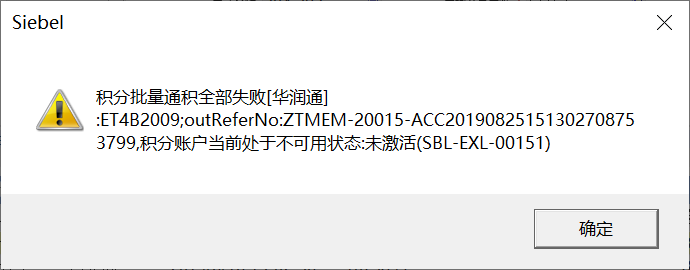 Siebel
积分批量通积全部失败[华润通]
:ET4B2009;outReferNo:ZTMEM-20015-ACC2019082515130270875
3799,积分账户当前处于不可用状态:未激活(SBL-EXL-00151)
确定